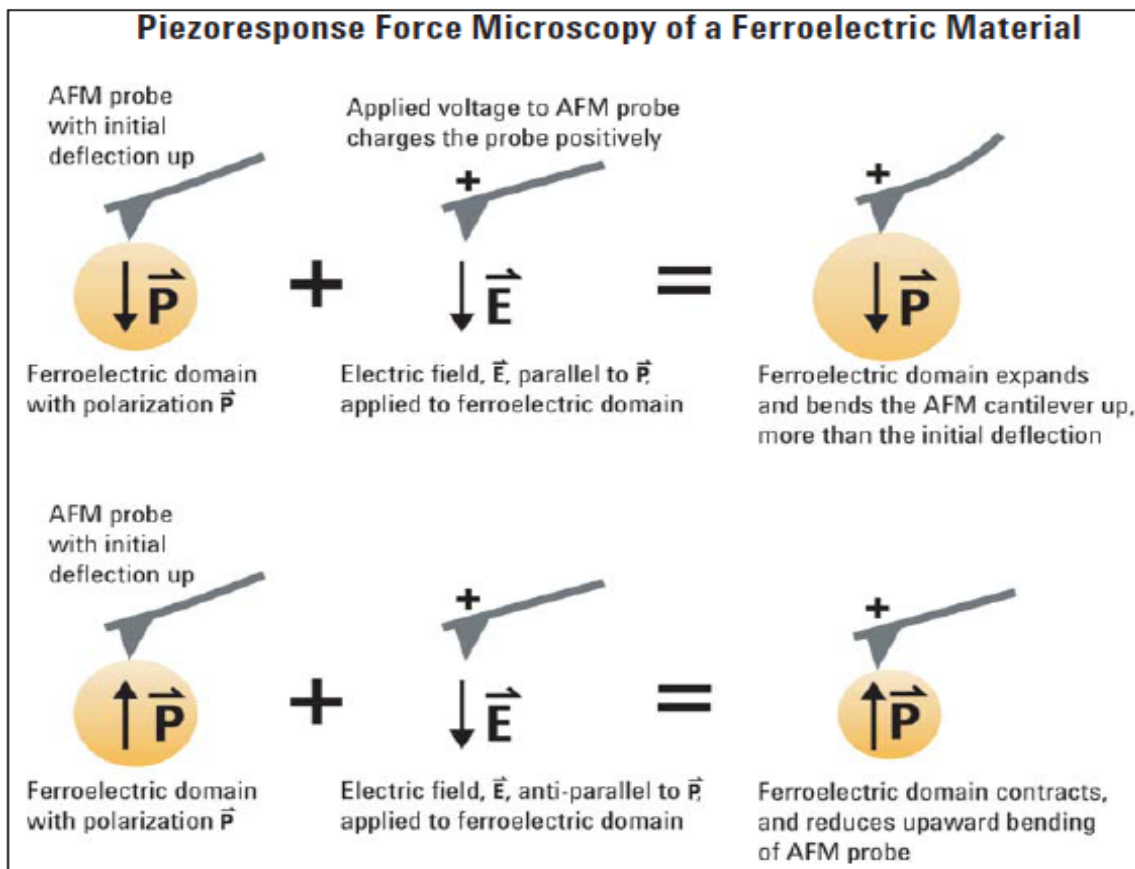 Piezoresponse Force Microscopy of a Ferroelectric Material
AFM probe
with initial
deflection up
Applied voltage to AFM probe
charges the probe positively
+
+
P
+
E
=
P
Ferroelectric domain
with polarization P
Electric field, E, parallel to P,
applied to ferroelectric domain
Ferroelectric domain expands
and bends the AFM cantilever up,
more than the initial deflection
AFM probe
with initial
deflection up
+
+
P
+
E
=
P
Ferroelectric domain
with polarization P
Electric field, E, anti-parallel to P,
applied to ferroelectric domain
Ferroelectric domain contracts,
and reduces upaward bending
of AFM probe